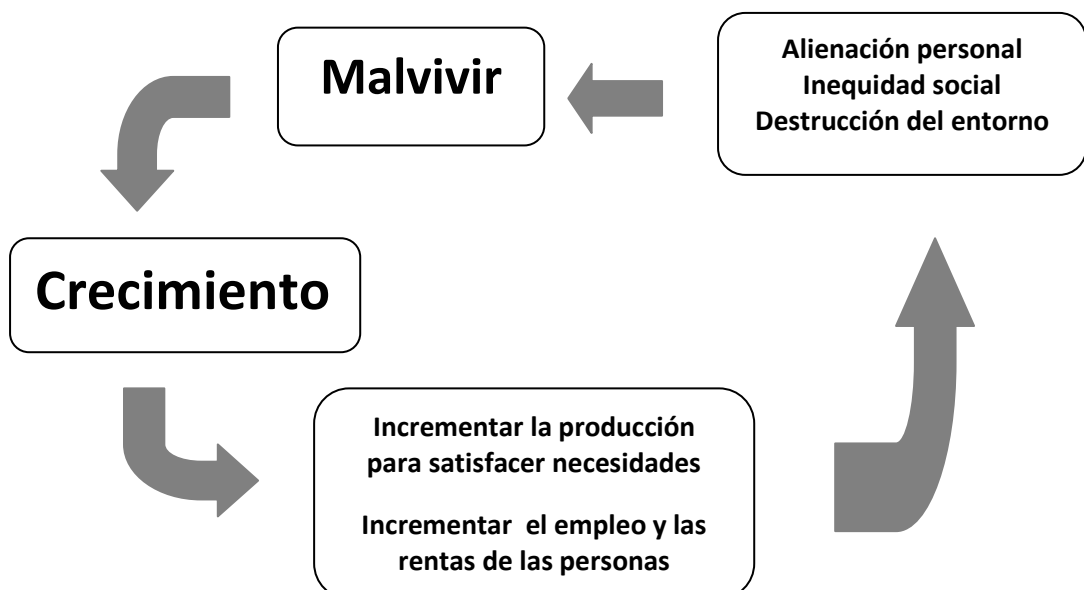 Malvivir
Alienación personal
Inequidad social
Destrucción del entorno
Crecimiento
Incrementar la producción
para satisfacer necesidades
Incrementar el empleo y las
rentas de las personas